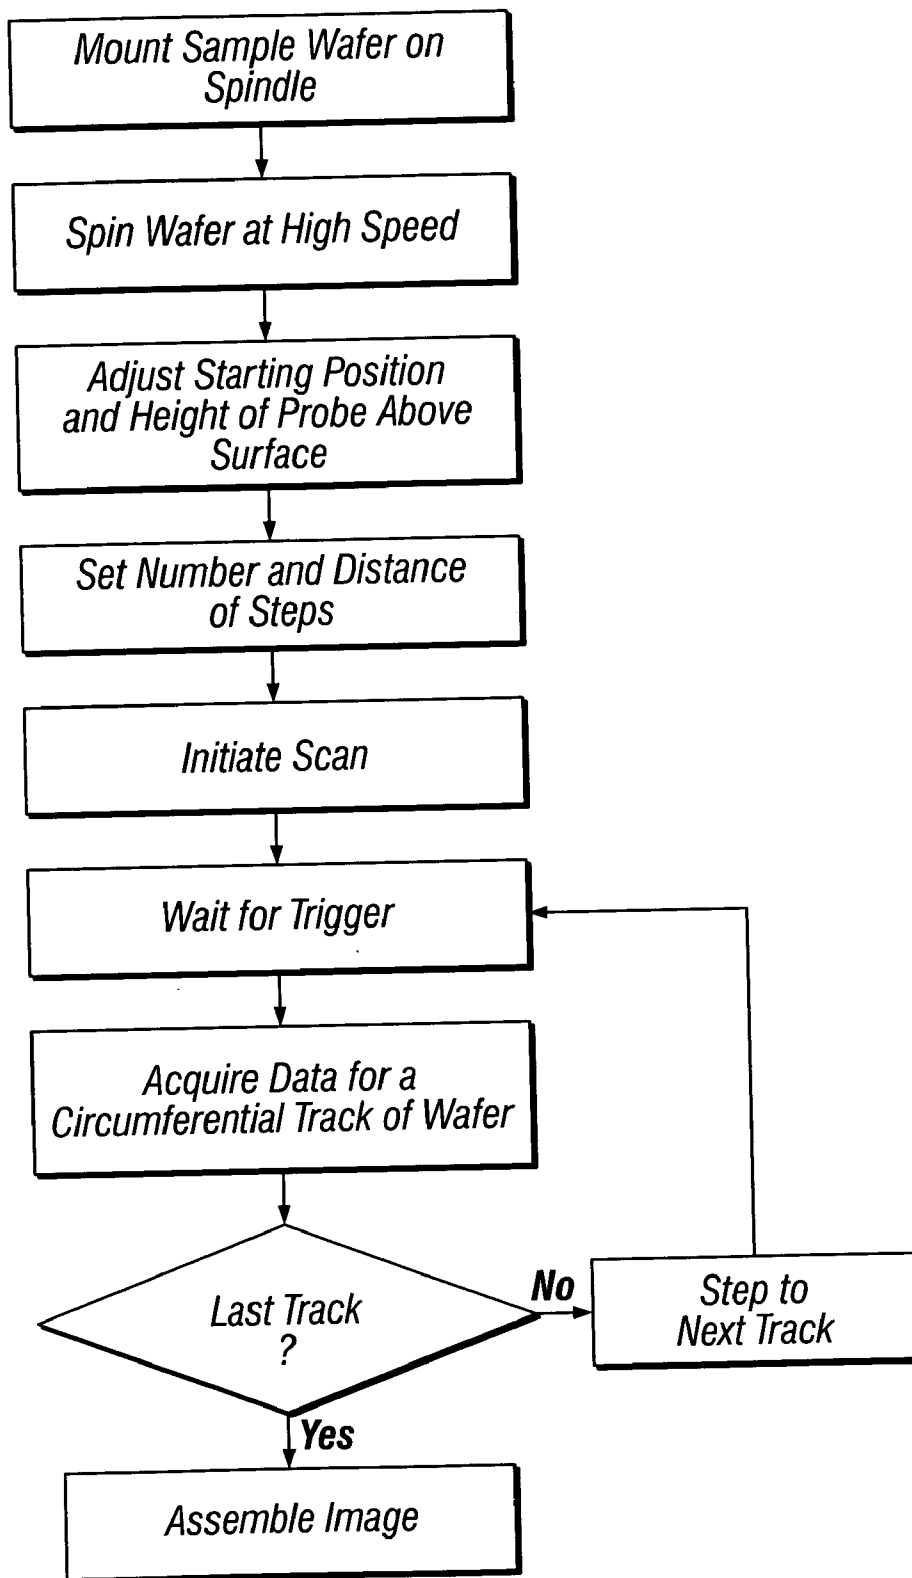 Mount Sample Wafer on
Spindle
Spin Wafer at High Speed
Adjust Starting Position
and Height of Probe Above
Surface
Set Number and Distance
of Steps
Initiate Scan
Wait for Trigger
Acquire Data for a
Circumferential Track of Wafer
Last Track
?
No
Step to
Next Track
Yes
Assemble Image